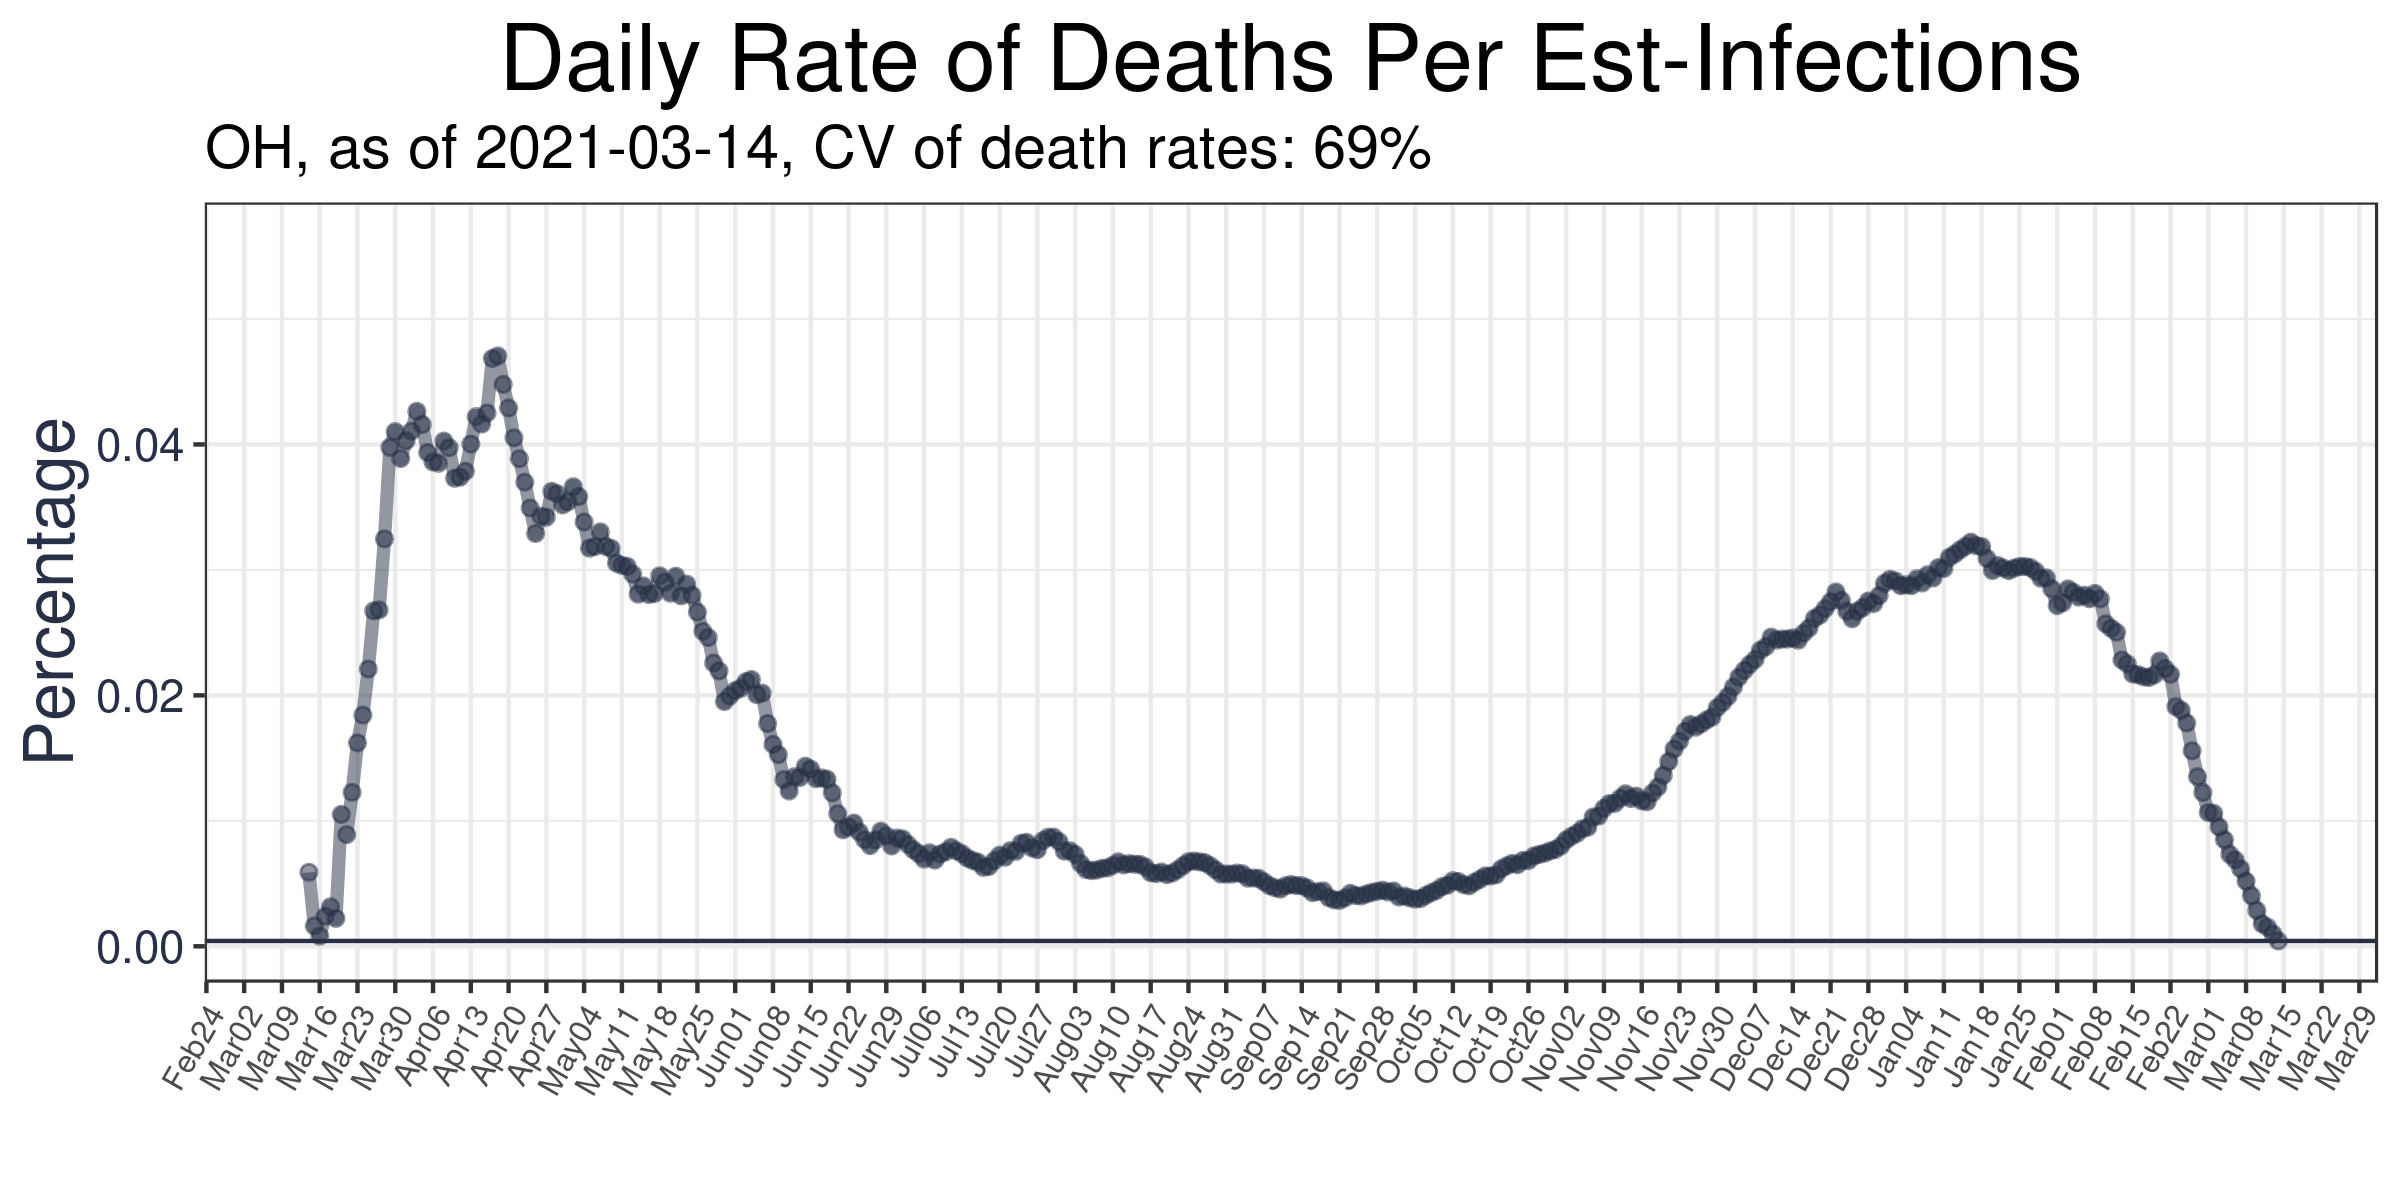 Daily Rate of Deaths Per Est-Infections
OH, as of 2021-03-14, CV of death rates: 69%
Percentage
0.04
0.02
0.00
Feb24
Mar02
Mar09
Mar16
Mar23
Mar30
Apr06
Apr13
Apr20
Apr27
May04
May11
May18
May25
Jun01
Jun08
Jun15
Jun22
Jun29
Jul06
Jul13
Jul20
Jul27
Aug03
Aug10
Aug17
Aug24
Aug31
Sep07
Sep14
Sep21
Sep28
Oct05
Oct12
Oct19
Oct26
Nov02
Nov09
Nov16
Nov23
Nov30
Dec07
Dec14
Dec21
Dec28
Jan04
Jan11
Jan18
Jan25
Feb01
Feb08
Feb15
Feb22
Mar01
Mar08
Mar15
Mar22
Mar29